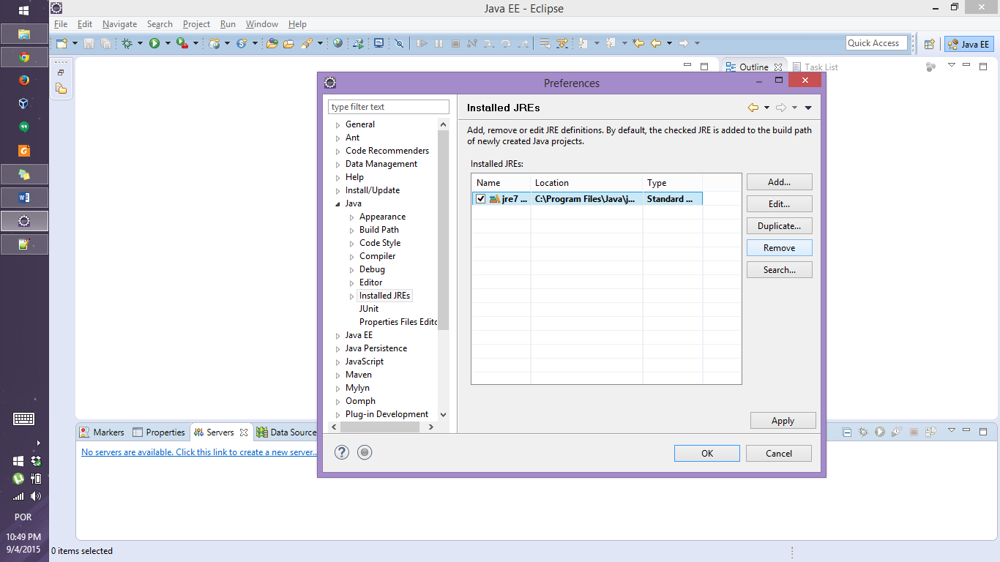 Java EE - Eclipse
File Edit Navigate Search Project Run Window Help
Quick Access
Java EE
Outline
Task List
Preferences
type filter text
General
Ant
Code Recommenders
Data Management
Help
Install/Update
Java
Appearance
Build Path
Code Style
Compiler
Debug
Editor
Installed JREs
JUnit
Properties Files Edito
Java EE
Java Persistence
JavaScript
Maven
Mylyn
Oomph
Plug-in Development
Installed JREs
Add, remove or edit JRE definitions. By default, the checked JRE is added to the build path
of newly created Java projects.
Installed JREs:
Name Location Type
jre7 ... C:\Program Files\Java\j... Standard ...
Add...
Edit...
Duplicate...
Remove
Search...
Apply
OK
Cancel
Markers Properties Servers Data Source
No servers are available. Click this link to create a new server..
POR
10:49 PM
9/4/2015
0 items selected